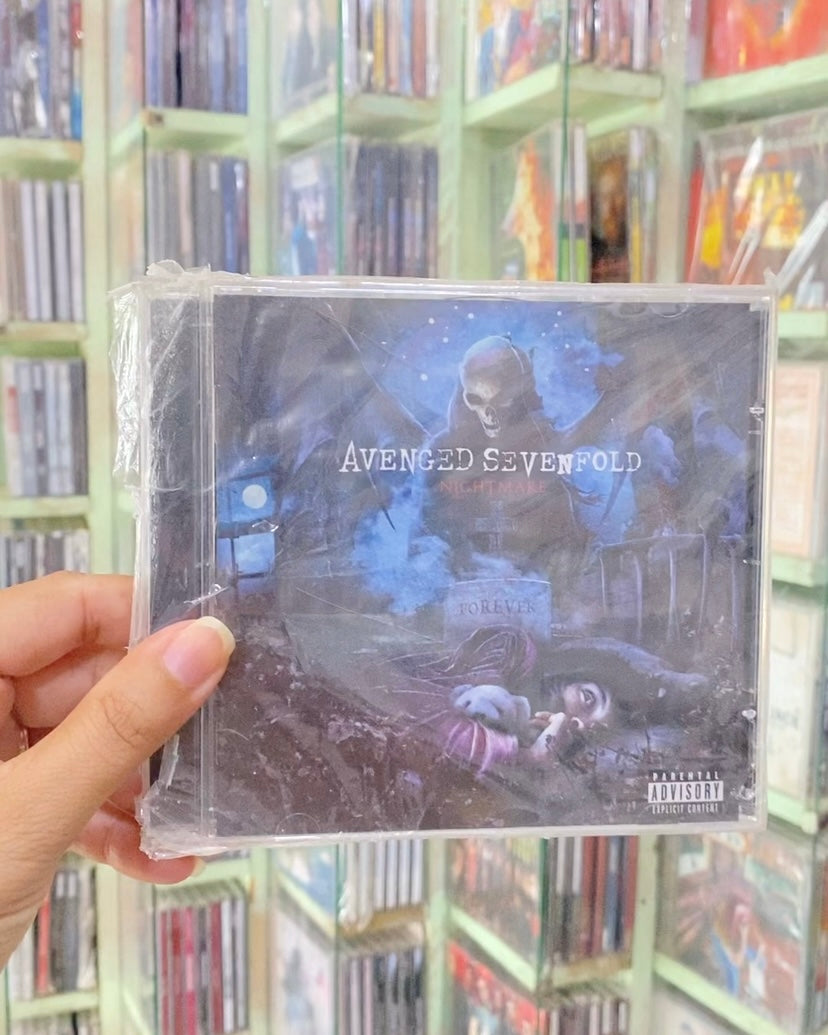 AVENGED SEVENFOLD
NIGHTMARE
FOREVER
PARENTAL
ADVISORY
EXPLICIT CONTENT